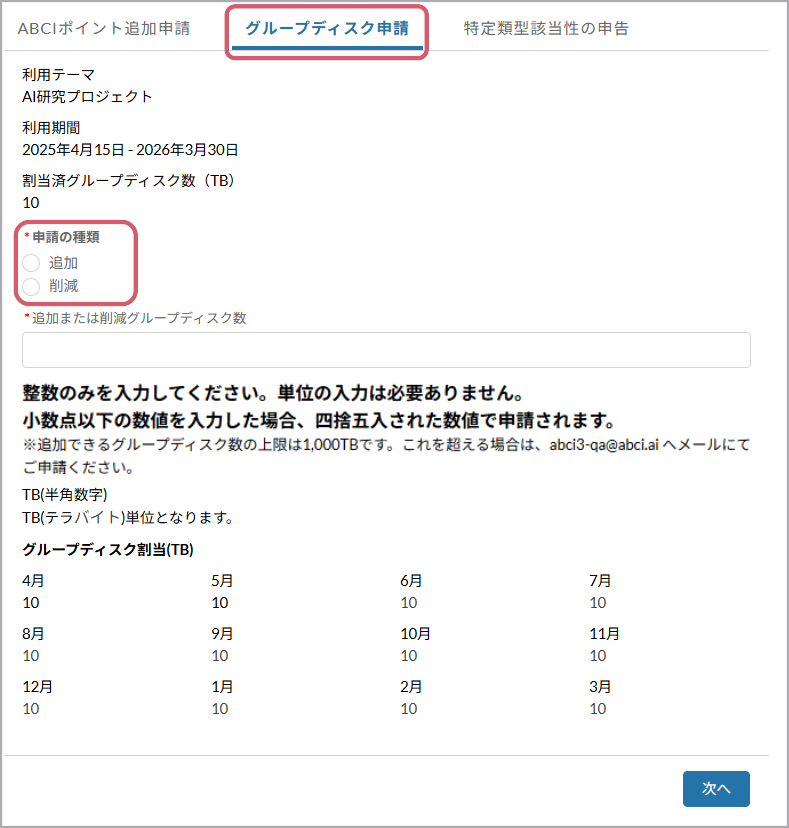 ABCIポイント追加申請 グループディスク申請 特定類型該当性の申告
利用テーマ
AI研究プロジェクト
利用期間
2025年4月15日 - 2026年3月30日
割当済グループディスク数（TB）
10
*申請の種類
追加
削減
*追加または削減グループディスク数
整数のみを入力してください。単位の入力は必要ありません。
小数点以下の数値を入力した場合、四捨五入された数値で申請されます。
※追加できるグループディスク数の上限は1,000TBです。これを超える場合は、abci3-qa@abci.ai へメールにて
ご申請ください。
TB(半角数字)
TB(テラバイト)単位となります。
グループディスク割当(TB)
4月 5月 6月 7月
10 10 10 10
8月 9月 10月 11月
10 10 10 10
12月 1月 2月 3月
10 10 10 10
次へ